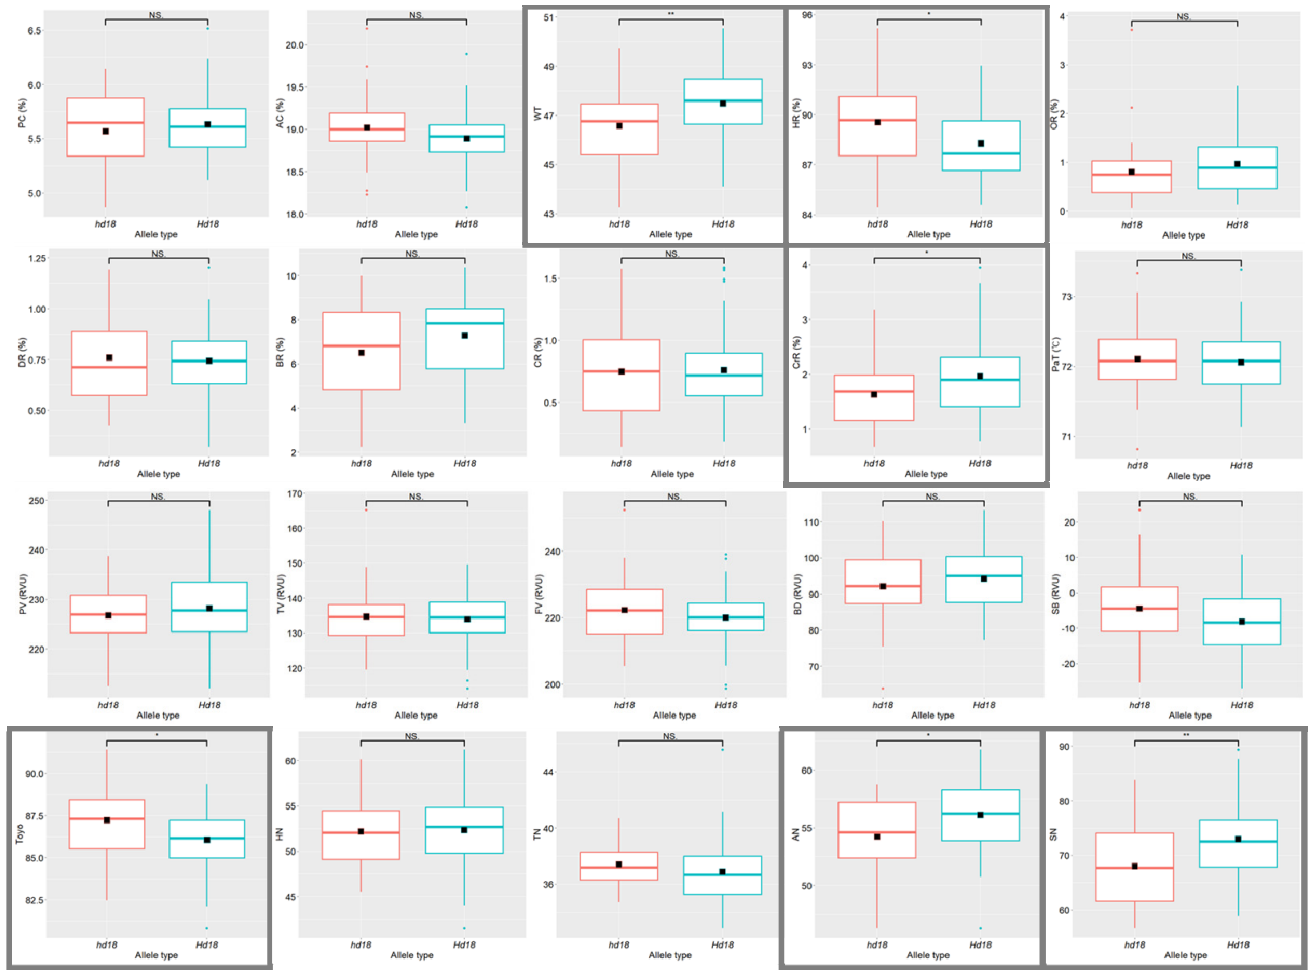 NS.
PC (%)
6.5
6.0
5.5
5.0
hd18 Hd18
Allele type
NS.
AC (%)
20.0
19.5
19.0
18.5
18.0
hd18 Hd18
Allele type
**
WT
51
49
47
45
43
hd18 Hd18
Allele type
*
HR (%)
96
93
90
87
84
hd18 Hd18
Allele type
NS.
OR (%)
4
3
2
1
0
hd18 Hd18
Allele type
NS.
DR (%)
1.25
1.00
0.75
0.50
hd18 Hd18
Allele type
NS.
BR (%)
10
8
6
4
2
hd18 Hd18
Allele type
NS.
CR (%)
1.5
1.0
0.5
hd18 Hd18
Allele type
*
CrR (%)
4
3
2
1
hd18 Hd18
Allele type
NS.
PaT (℃)
73
72
71
hd18 Hd18
Allele type
NS.
PV (RVU)
250
240
230
220
hd18 Hd18
Allele type
NS.
TV (RVU)
170
160
150
140
130
120
hd18 Hd18
Allele type
NS.
FV (RVU)
240
220
200
hd18 Hd18
Allele type
NS.
BD (RVU)
110
100
90
80
70
hd18 Hd18
Allele type
NS.
SB (RVU)
20
10
0
-10
-20
hd18 Hd18
Allele type
*
Toyo
90.0
87.5
85.0
82.5
hd18 Hd18
Allele type
NS.
HN
60
55
50
45
hd18 Hd18
Allele type
NS.
TN
44
40
36
hd18 Hd18
Allele type
*
AN
60
55
50
hd18 Hd18
Allele type
**
SN
90
80
70
60
hd18 Hd18
Allele type